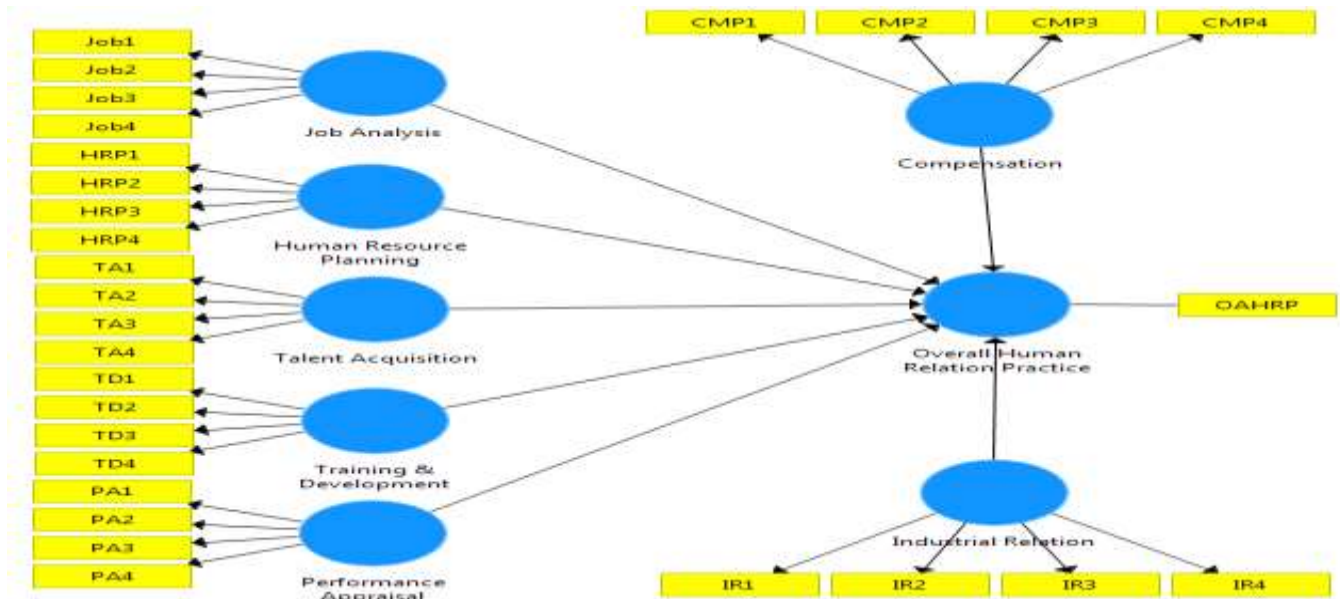 CMP1
CMP2
CMP3
CMP4
Job1
Job2
Job3
Job4
Job Analysis
Compensation
HRP1
HRP2
HRP3
HRP4
Human Resource
Planning
TA1
TA2
TA3
TA4
Talent Acquisition
OAHRP
Overall Human
Relation Practice
TD1
TD2
TD3
TD4
Training &
Development
PA1
PA2
PA3
PA4
Performance
Appraisal
Industrial Relation
IR1
IR2
IR3
IR4